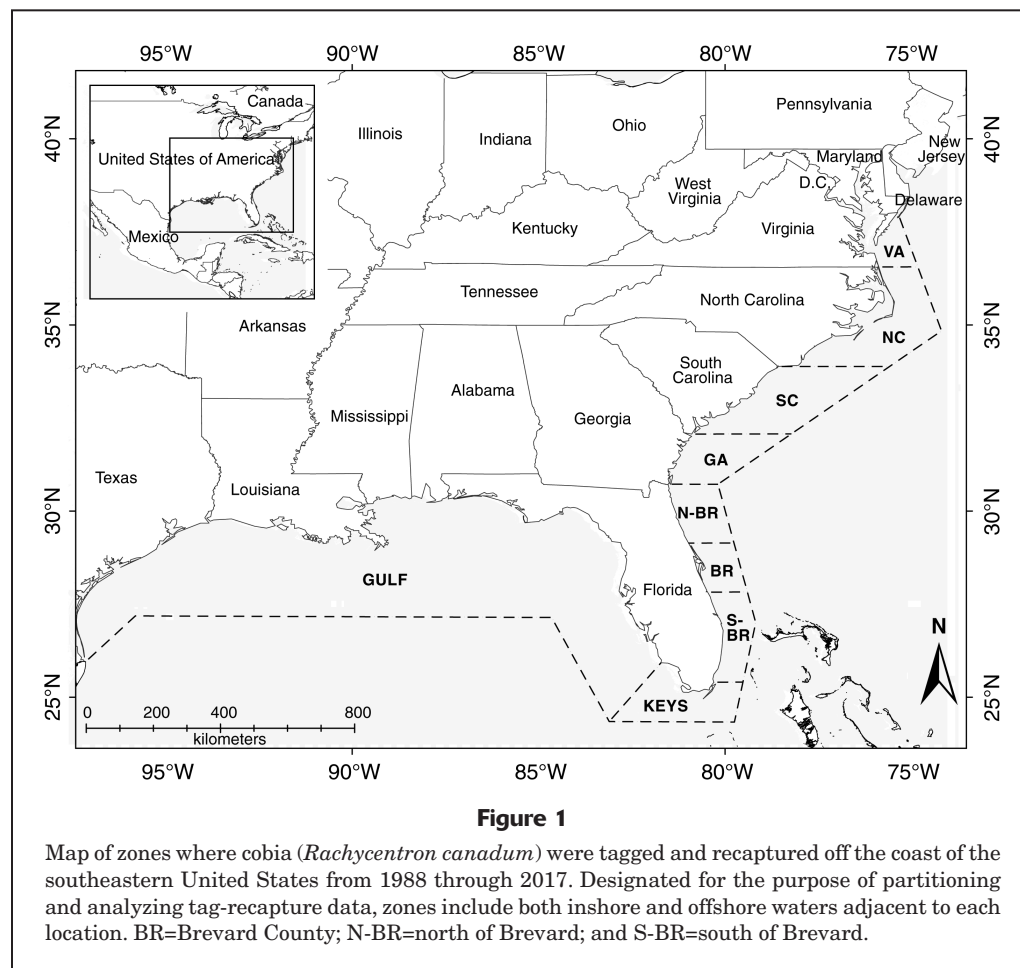 95°W 90°W 85°W 80°W 75°W
Canada
United States of America
Mexico
40°N
35°N
30°N
25°N
Illinois
Indiana
Ohio
Pennsylvania
New
Jersey
Maryland
D.C.
Delaware
West
Virginia
Virginia
Kentucky
VA
Tennessee
North Carolina
Arkansas
NC
South
Carolina
Alabama
Mississippi
Georgia
SC
GA
Texas
Louisiana
N-BR
GULF
Florida
BR
S-
BR
KEYS
N
0 200 400 800
kilometers
40°N
35°N
30°N
25°N
95°W 90°W 85°W 80°W 75°W
Figure 1
Map of zones where cobia (Rachycentron canadum) were tagged and recaptured off the coast of the
southeastern United States from 1988 through 2017. Designated for the purpose of partitioning
and analyzing tag-recapture data, zones include both inshore and offshore waters adjacent to each
location. BR=Brevard County; N-BR=north of Brevard; and S-BR=south of Brevard.